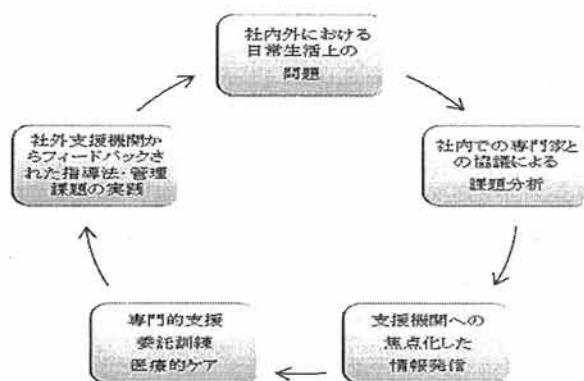 社内外における
日常生活上の
問題
社内での専門家と
の協議による
課題分析
支援機関への
焦点化した
情報発信
専門的支援
委託訓練
医療的ケア
社外支援機関か
らフィードバックさ
れた指導法・管理
課題の実践